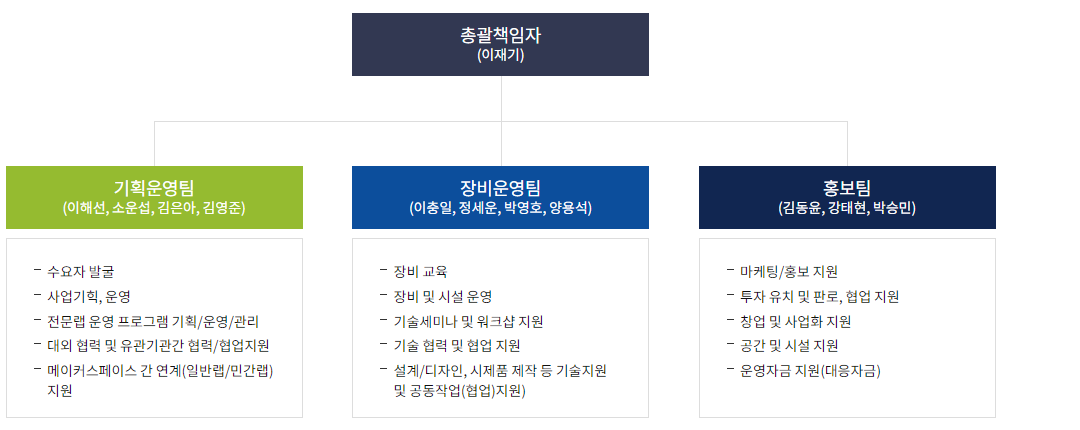 총괄책임자
(이재기)
기획운영팀
(이해선, 소운섭, 김은아, 김영준)
- 수요자 발굴
- 사업기획, 운영
- 전문랩 운영 프로그램 기획/운영/관리
- 대외 협력 및 유관기관간 협력/협업지원
- 메이커스페이스 간 연계(일반랩/민간랩)
지원
장비운영팀
(이충일, 정세운, 박영호, 양용석)
- 장비 교육
- 장비 및 시설 운영
- 기술세미나 및 워크샵 지원
- 기술 협력 및 협업 지원
- 설계/디자인, 시제품 제작 등 기술지원
및 공동작업(협업)지원)
홍보팀
(김동윤, 강태현, 박승민)
- 마케팅/홍보 지원
- 투자 유치 및 판로, 협업 지원
- 창업 및 사업화 지원
- 공간 및 시설 지원
- 운영자금 지원(대응자금)